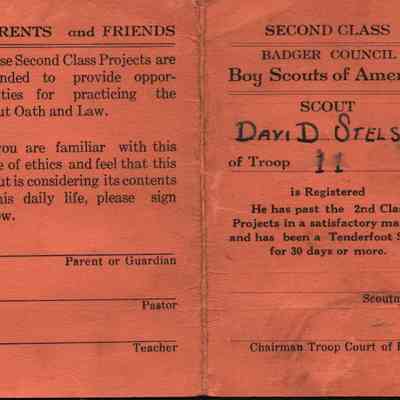 RENTS and FRIENDS
se Second Class Projects are
nded to provide oppor-
ties for practicing the
ut Oath and Law.
you are familiar with this
e of ethics and feel that this
ut is considering its contents
his daily life, please sign
ow.
Parent or Guardian
Pastor
Teacher
SECOND CLASS
BADGER COUNCIL
Boy Scouts of Amer
SCOUT
DAVID STELS
of Troop 11
is Registered
He has past the 2nd Clas
Projects in a satisfactory ma
and has been a Tenderfoot S
for 30 days or more.
Scoutm
Chairman Troop Court of H